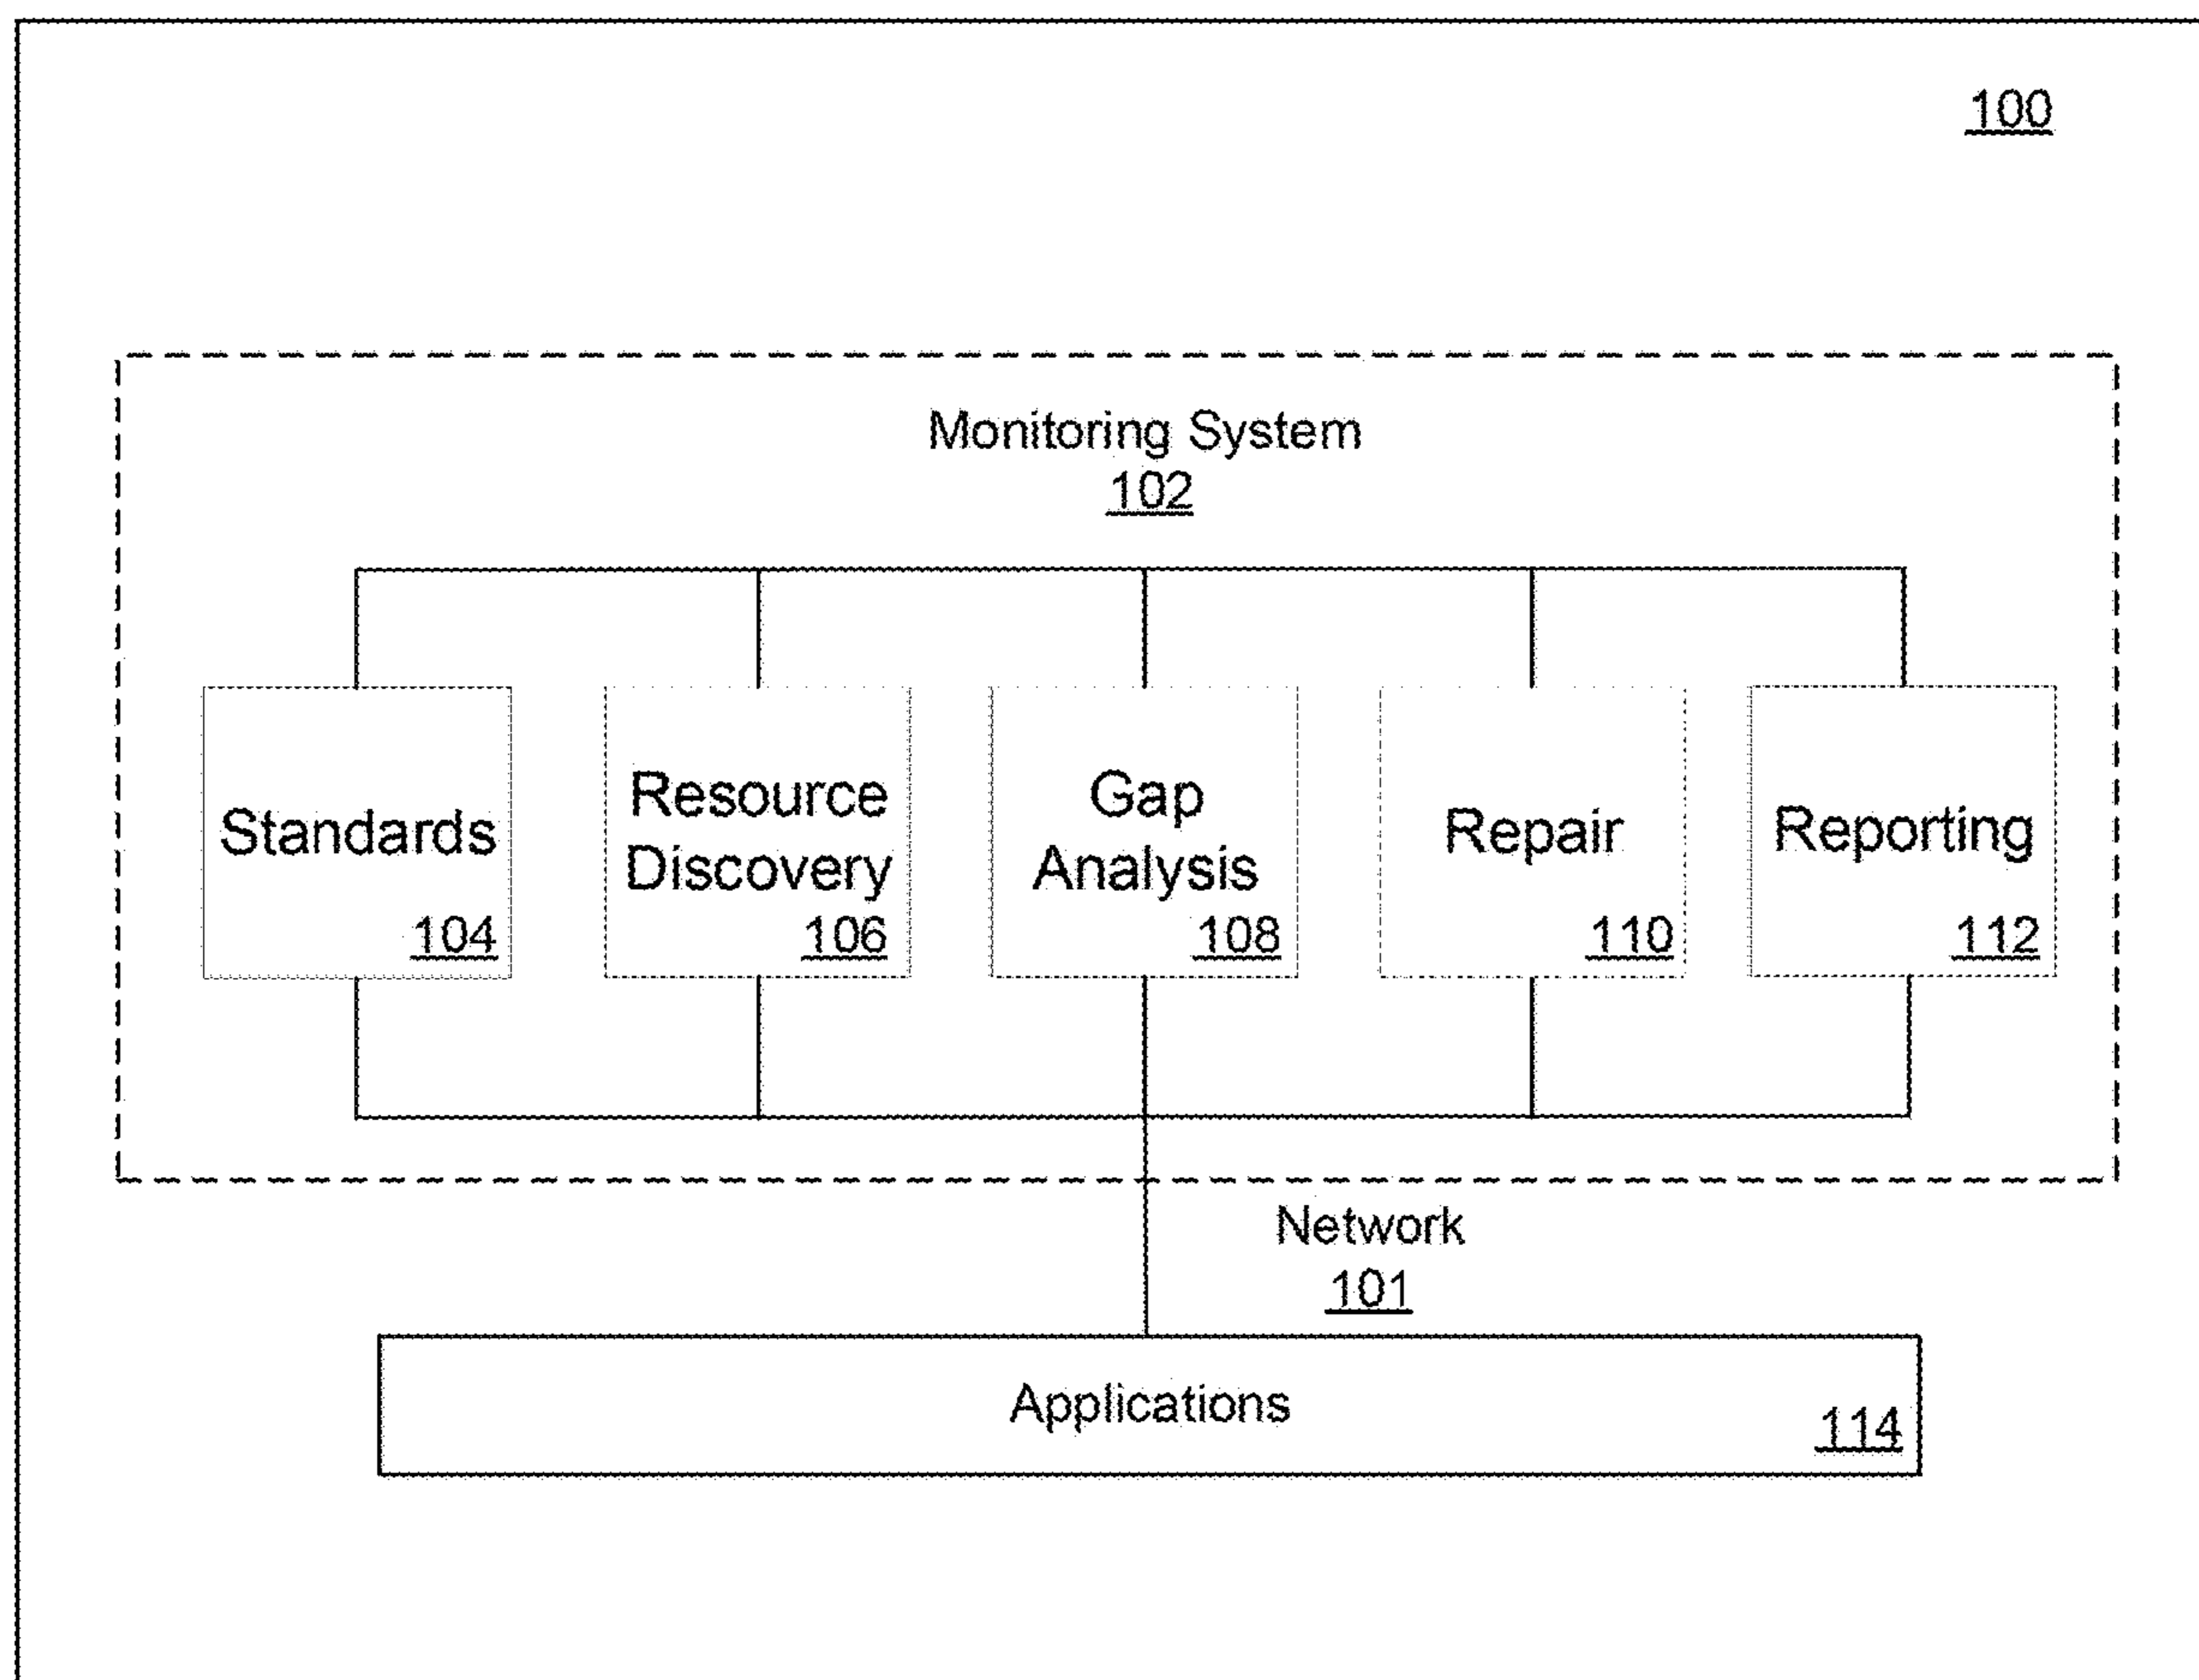 100
Monitoring System
102
Standards
104
Resource
Discovery
106
Gap
Analysis
108
Repair
110
Reporting
112
Network
101
Applications
114